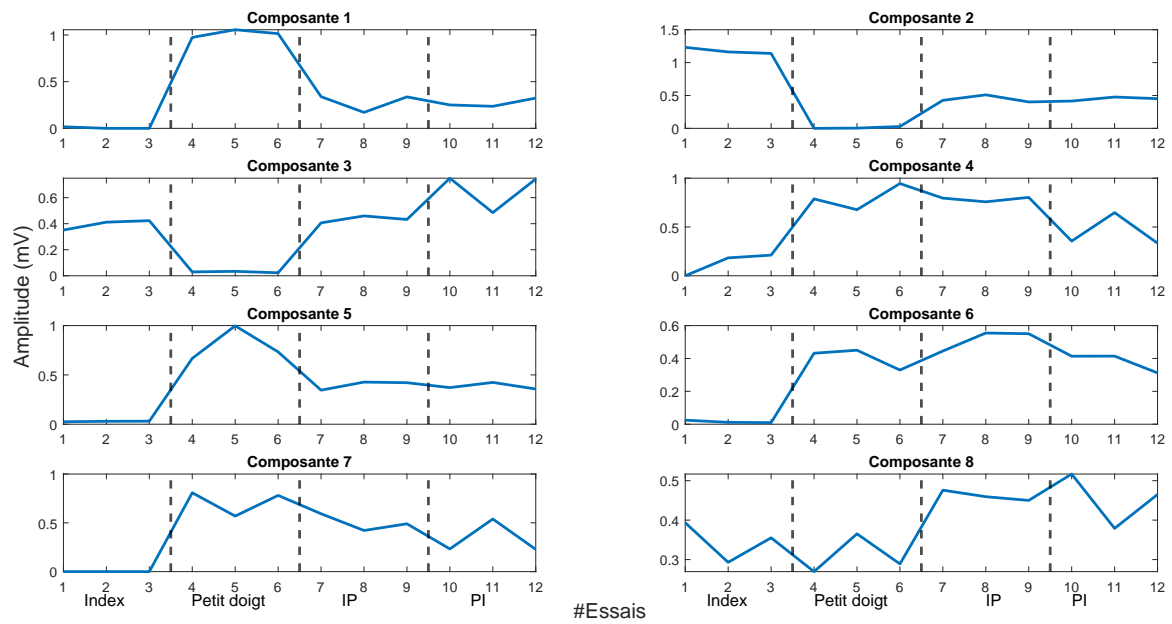 Composante 1
1
0.5
0
1 2 3 4 5 6 7 8 9 10 11 12
Composante 2
1.5
1
0.5
0
1 2 3 4 5 6 7 8 9 10 11 12
Composante 3
0.6
0.4
0.2
0
1 2 3 4 5 6 7 8 9 10 11 12
Composante 4
1
0.5
0
1 2 3 4 5 6 7 8 9 10 11 12
Amplitude (mV)
Composante 5
1
0.5
0
1 2 3 4 5 6 7 8 9 10 11 12
Composante 6
0.6
0.4
0.2
0
1 2 3 4 5 6 7 8 9 10 11 12
Composante 7
1
0.5
0
1 2 3 4 5 6 7 8 9 10 11 12
Index Petit doigt IP PI
Composante 8
0.5
0.4
0.3
1 2 3 4 5 6 7 8 9 10 11 12
Index Petit doigt IP PI
#Essais